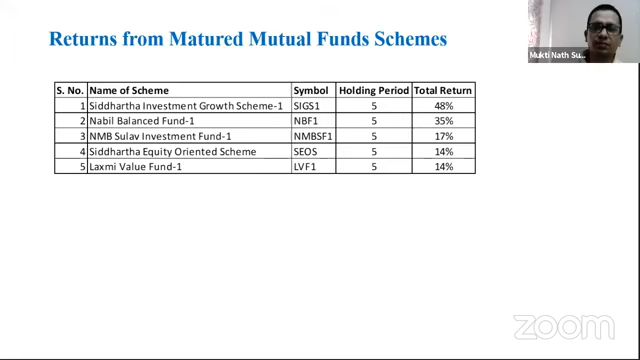 Returns from Matured Mutual Funds Schemes
Mukti Nath Su...
S. No. Name of Scheme Symbol Holding Period Total Return
1 Siddhartha Investment Growth Scheme-1 SIGS1 5 48%
2 Nabil Balanced Fund-1 NBF1 5 35%
3 NMB Sulav Investment Fund-1 NMBSF1 5 17%
4 Siddhartha Equity Oriented Scheme SEOS 5 14%
5 Laxmi Value Fund-1 LVF1 5 14%
zoom